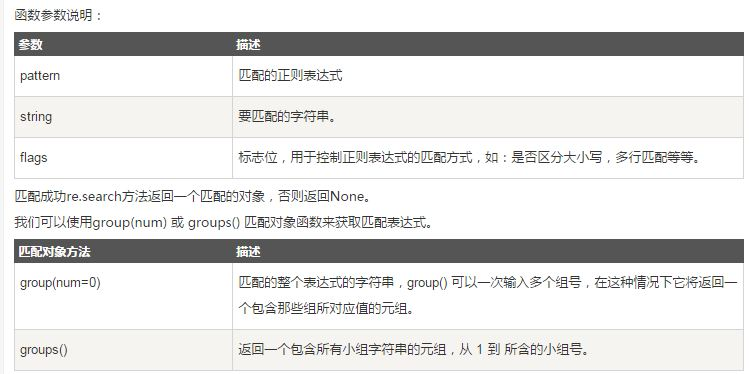 函数参数说明：
参数 描述
pattern 匹配的正则表达式
string 要匹配的字符串。
flags 标志位，用于控制正则表达式的匹配方式，如：是否区分大小写，多行匹配等等。
匹配成功re.search方法返回一个匹配的对象，否则返回None。
我们可以使用group(num) 或 groups() 匹配对象函数来获取匹配表达式。
匹配对象方法 描述
group(num=0) 匹配的整个表达式的字符串，group() 可以一次输入多个组号，在这种情况下它将返回一
个包含那些组所对应值的元组。
groups() 返回一个包含所有小组字符串的元组，从 1 到 所含的小组号。